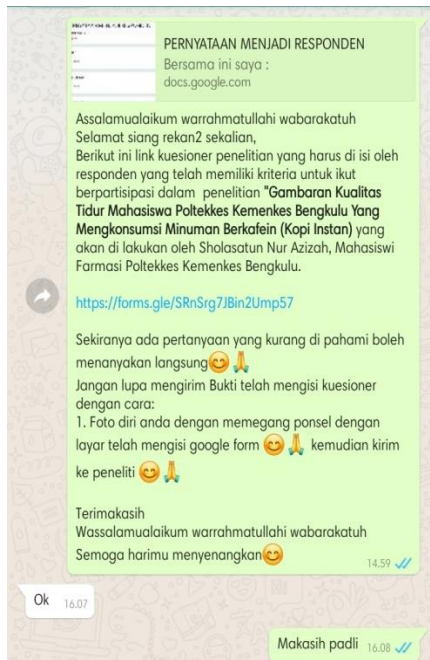 PERNYATAAN MENJADI RESPONDEN
Bersama ini saya :
docs.google.com
Assalamualaikum warrahmatullahi wabarakatuh
Selamat siang rekan2 sekalian,
Berikut ini link kuesioner penelitian yang harus di isi oleh
responden yang telah memiliki kriteria untuk ikut
berpartisipasi dalam penelitian "Gambaran Kualitas
Tidur Mahasiswa Poltekkes Kemenkes Bengkulu Yang
Mengkonsumsi Minuman Berkafein (Kopi Instan) yang
akan di lakukan oleh Sholasatun Nur Azizah, Mahasiswi
Farmasi Poltekkes Kemenkes Bengkulu.
https://forms.gle/SRnSrg7JBin2Ump57
Sekiranya ada pertanyaan yang kurang di pahami boleh
menanyakan langsung😊🙏
Jangan lupa mengirim Bukti telah mengisi kuesioner
dengan cara:
1. Foto diri anda dengan memegang ponsel dengan
layar telah mengisi google form 😊🙏 kemudian kirim
ke peneliti 😊🙏
Terimakasih
Wassalamualaikum warrahmatullahi wabarakatuh
Semoga harimu menyenangkan😊
14.59
Ok 16.07
Makasih padli 16.08